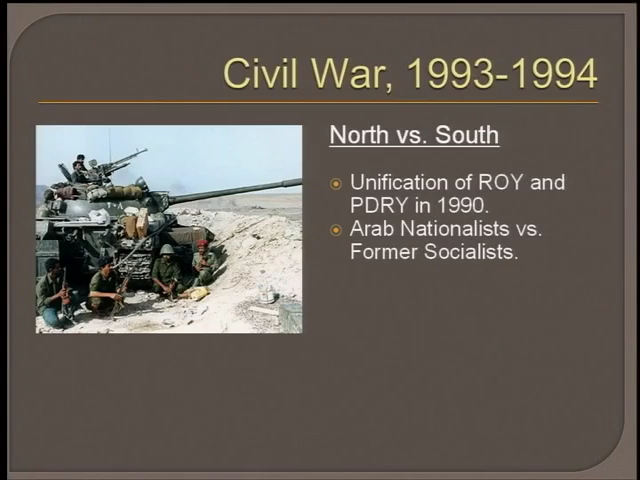 Civil War, 1993-1994
North vs. South
Unification of ROY and
PDRY in 1990.
Arab Nationalists vs.
Former Socialists.